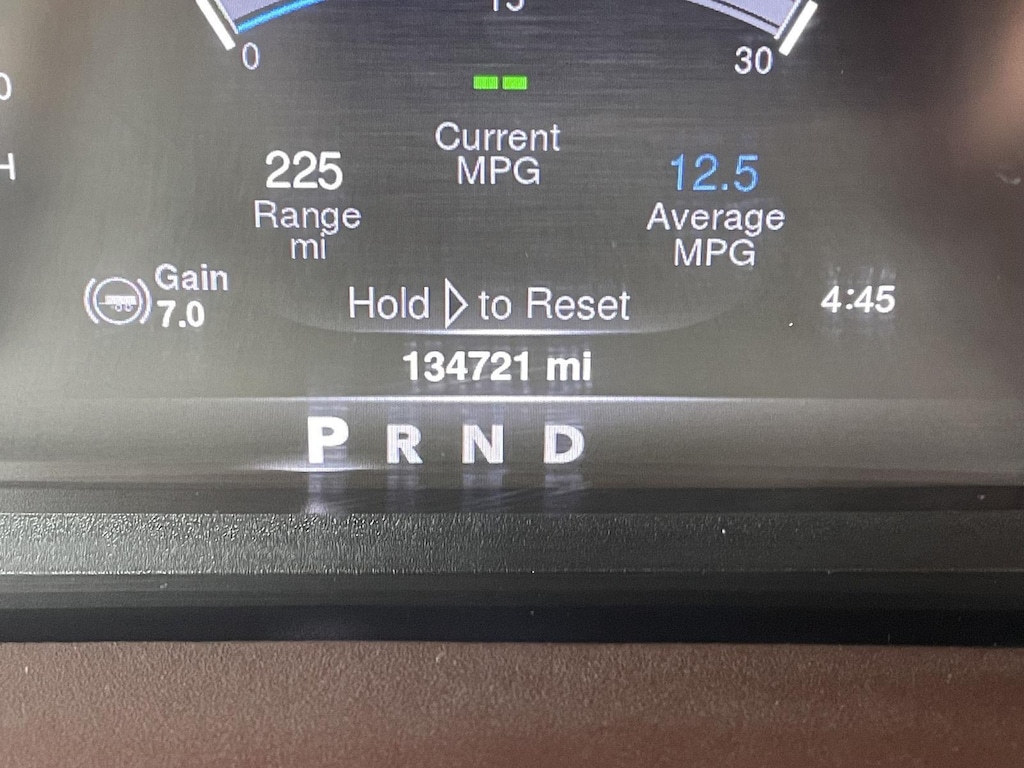 15
0
30
Current
MPG
225
Range
mi
12.5
Average
MPG
Gain
7.0
Hold ▷ to Reset
4:45
134721 mi
P R N D